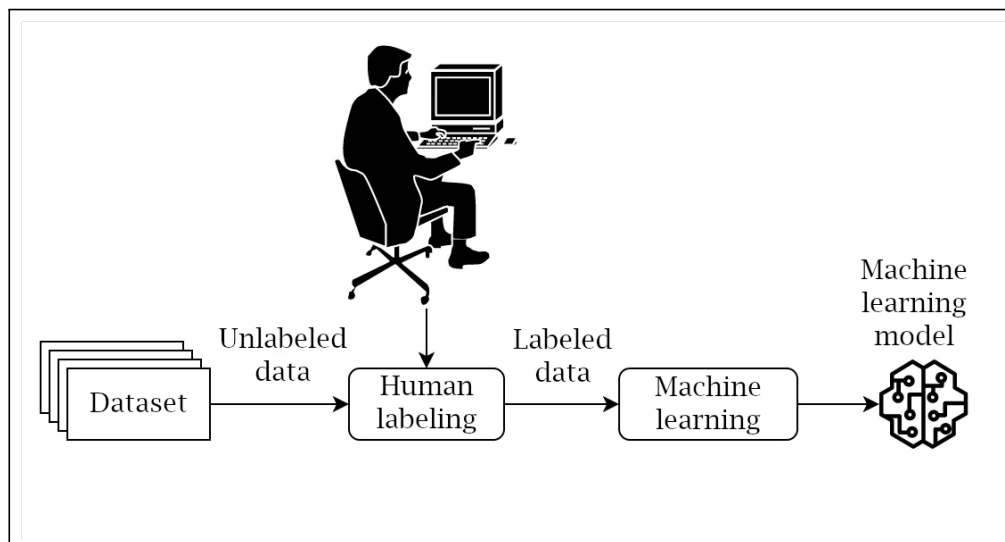 Machine
learning
model
Unlabeled
data
Labeled
data
Dataset
Human
labeling
Machine
learning